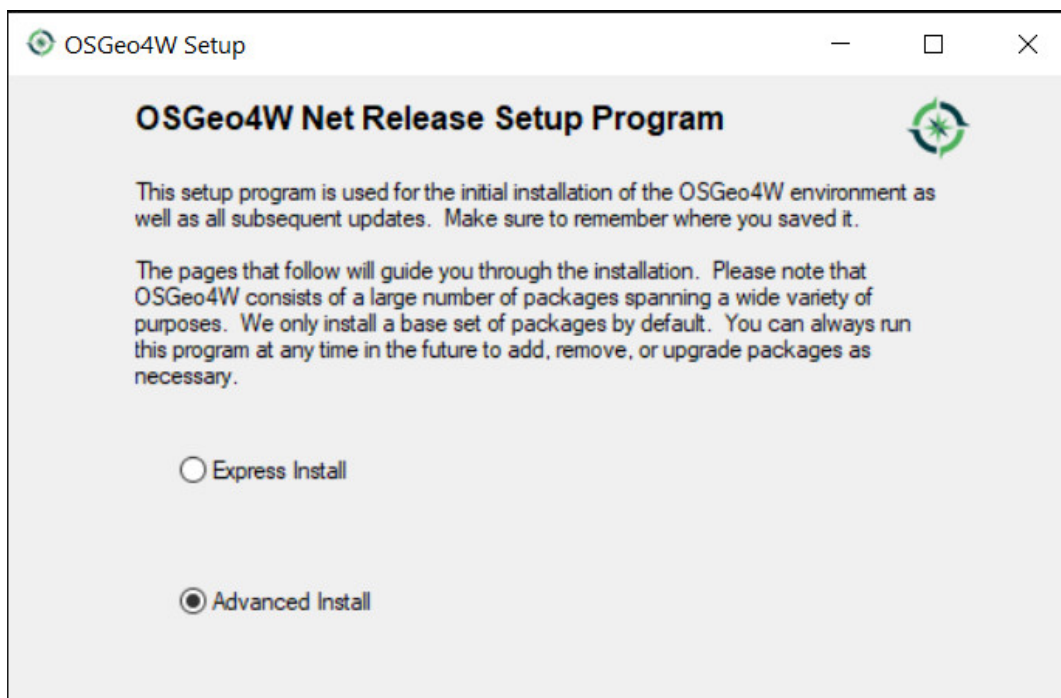 OSGeo4W Setup
OSGeo4W Net Release Setup Program
This setup program is used for the initial installation of the OSGeo4W environment as
well as all subsequent updates.  Make sure to remember where you saved it.
The pages that follow will guide you through the installation.  Please note that
OSGeo4W consists of a large number of packages spanning a wide variety of
purposes.  We only install a base set of packages by default.  You can always run
this program at any time in the future to add, remove, or upgrade packages as
necessary.
Express Install
Advanced Install